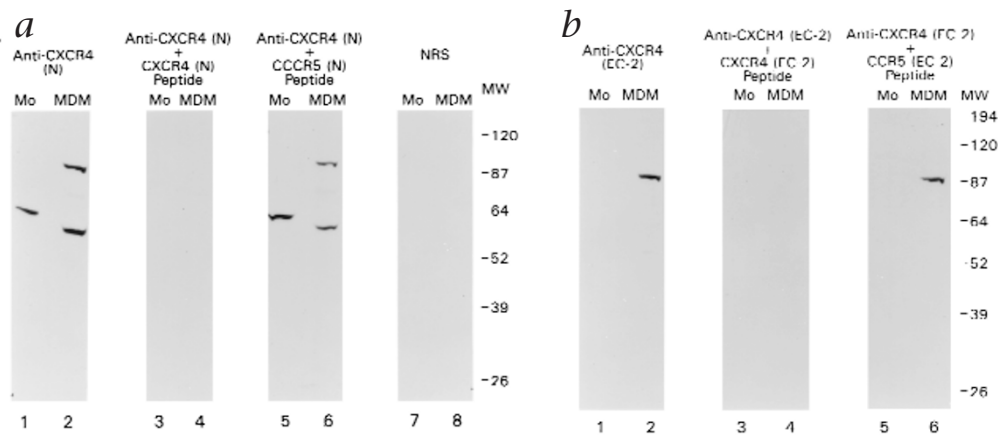 a
Anti-CXCR4
(N)
Mo MDM
Anti-CXCR4 (N)
+
CXCR4 (N)
Peptide
Mo MDM
Anti-CXCR4 (N)
+
CCCR5 (N)
Peptide
Mo MDM
NRS
Mo MDM
MW
-120
-87
64
-52
-39
-26
1 2 3 4 5 6 7 8
b
Anti-CXCR4
(EC-2)
Mo MDM
Anti-CXCR4 (EC-2)
CXCR4 (EC 2)
Peptide
Mo MDM
Anti-CXCR4 (EC 2)
+
CCR5 (EC 2)
Peptide
Mo MDM
MW
194
-120
-87
-64
52
-39
-26
1 2 3 4 5 6